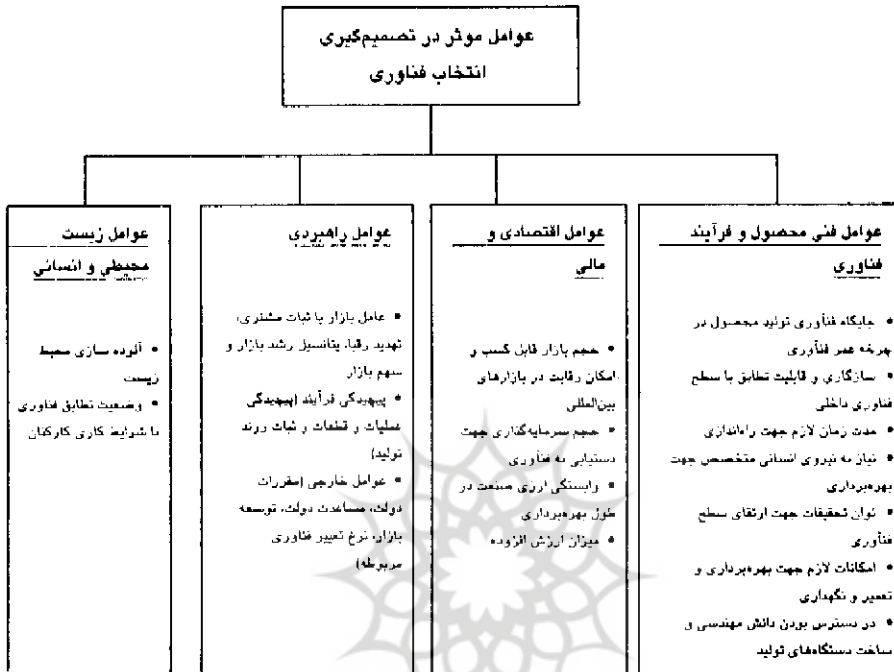 عوامل موثر در تصمیم‌گیری
انتخاب فناوری
عوامل فنی محصول و فرآیند
فناوری
• جایگاه فنآوری تولید محصول در
چرخه عمر فنآوری
• سازگاری و قابلیت تطابق با سطح
فناوری داخلی
• مدت زمان لازم جهت راه‌اندازی
• نیاز به نیروی انسانی متخصص جهت
بهره‌برداری
• توان تحقیقات جهت ارتقای سطح
فنآوری
• امکانات لازم جهت بهره‌برداری و
تعمیر و نگهداری
• در دسترس بودن دانش مهندسی و
ساخت دستگاه‌های تولید
عوامل اقتصادی و
مالی
• حجم بازار قابل کسب و
امکان رقابت در بازارهای
بین‌المللی
• حجم سرمایه‌گذاری جهت
دستیابی به فناوری
• وابستگی ارزی صنعت در
طول بهره‌برداری
• میزان ارزش افزوده
عوامل راهبردی
• عامل بازار با ثبات مشتری،
تهدید رقبا، پتانسیل رشد بازار و
سهم بازار
• پیچیدگی فرآیند (پیچیدگی
عملیات و قطعات و ثبات روند
تولید)
• عوامل خارجی (مقررات
دولت، مساعدت دولت، توسعه
بازار، نرخ تغییر فناوری
مربوطه)
عوامل زیست
محیطی و انسانی
• آلوده سازی محیط
زیست
• وضعیت تطابق فناوری
با شرایط کاری کارکنان